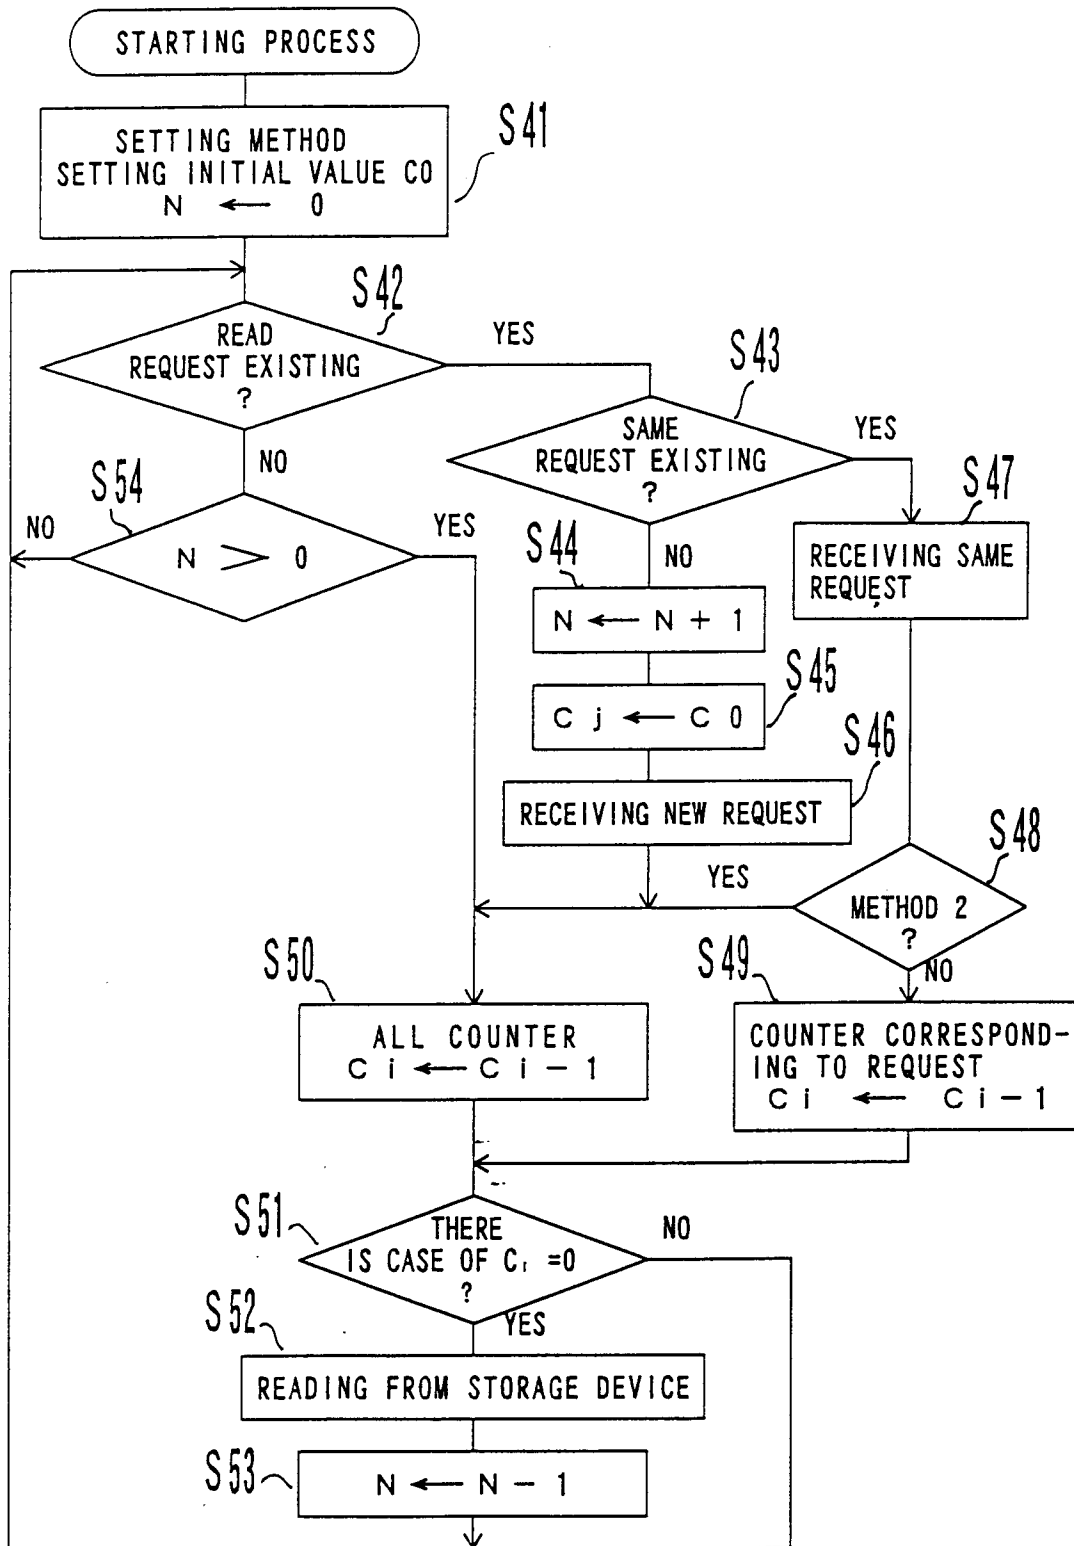 STARTING PROCESS
S41
SETTING METHOD
SETTING INITIAL VALUE C0
N ← 0
S42
READ
REQUEST EXISTING
?
YES
NO
S43
SAME
REQUEST EXISTING
?
YES
NO
S54
N > 0
NO
YES
S44
N ← N + 1
S47
RECEIVING SAME
REQUEST
S45
C j ← C 0
S46
RECEIVING NEW REQUEST
S48
METHOD 2
?
YES
NO
S50
ALL COUNTER
C i ← C i - 1
S49
COUNTER CORRESPOND-
ING TO REQUEST
C i ← C i - 1
S51
THERE
IS CASE OF Cı =0
?
NO
YES
S52
READING FROM STORAGE DEVICE
S53
N ← N - 1